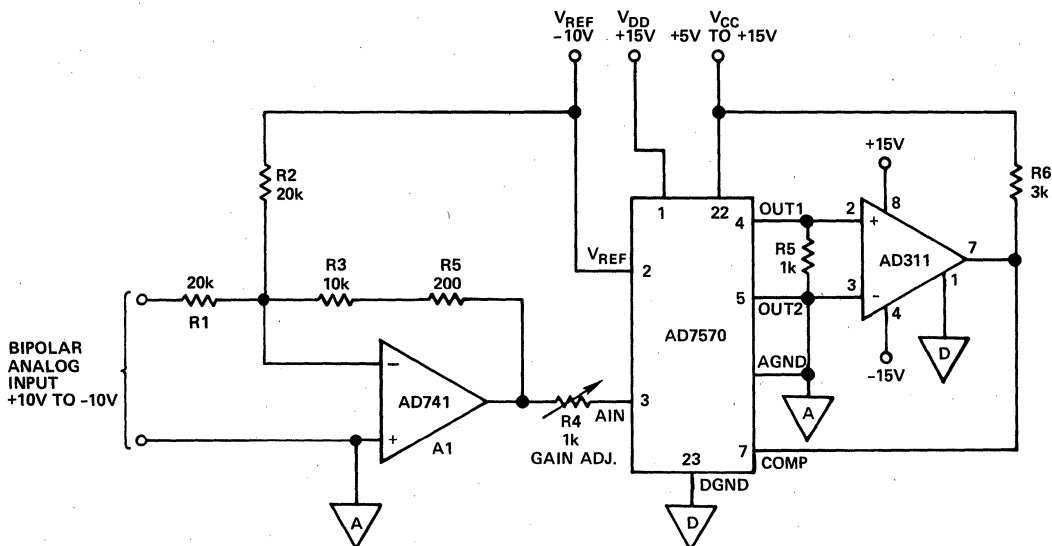 VREF
–10V
VDD
+15V
VCC
+5V TO +15V
R2
20k
+15V
R6
3k
1
22
4
OUT1
2
+
8
R5
1k
AD311
7
1
VREF
2
20k
R1
R3
10k
R5
200
5
OUT2
3
–
4
–15V
D
AD7570
BIPOLAR
ANALOG
INPUT
+10V TO –10V
–
AD741
+
A1
R4
1k
GAIN ADJ.
AIN
3
AGND
A
7
COMP
23
DGND
A
D